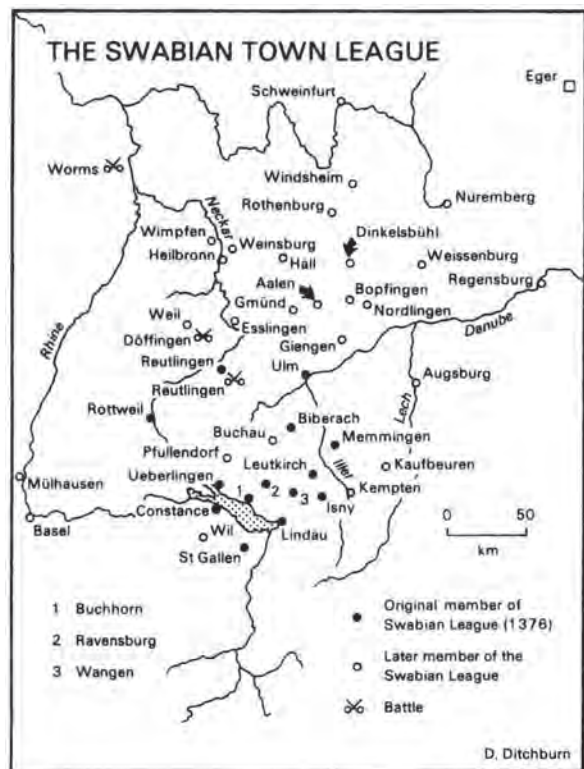 THE SWABIAN TOWN LEAGUE
Eger
Schweinfurt
Worms
Windsheim
Nuremberg
Rothenburg
Neckar
Dinkelsbühl
Wimpfen
Weinsburg
Heilbronn
Hall
Weissenburg
Regensburg
Aalen
Bopfingen
Gmünd
Nordlingen
Weil
Esslingen
Danube
Rhine
Döffingen
Giengen
Reutlingen
Ulm
Augsburg
Reutlingen
Lech
Rottweil
Biberach
Buchau
Memmingen
Pfullendorf
Iller
Leutkirch
Kaufbeuren
Ueberlingen
Mülhausen
1
2
3
Kempten
Constance
Isny
Basel
Wil
Lindau
St Gallen
0 50
km
1 Buchhorn
2 Ravensburg
3 Wangen
Original member of
Swabian League (1376)
Later member of the
Swabian League
Battle
D. Ditchburn